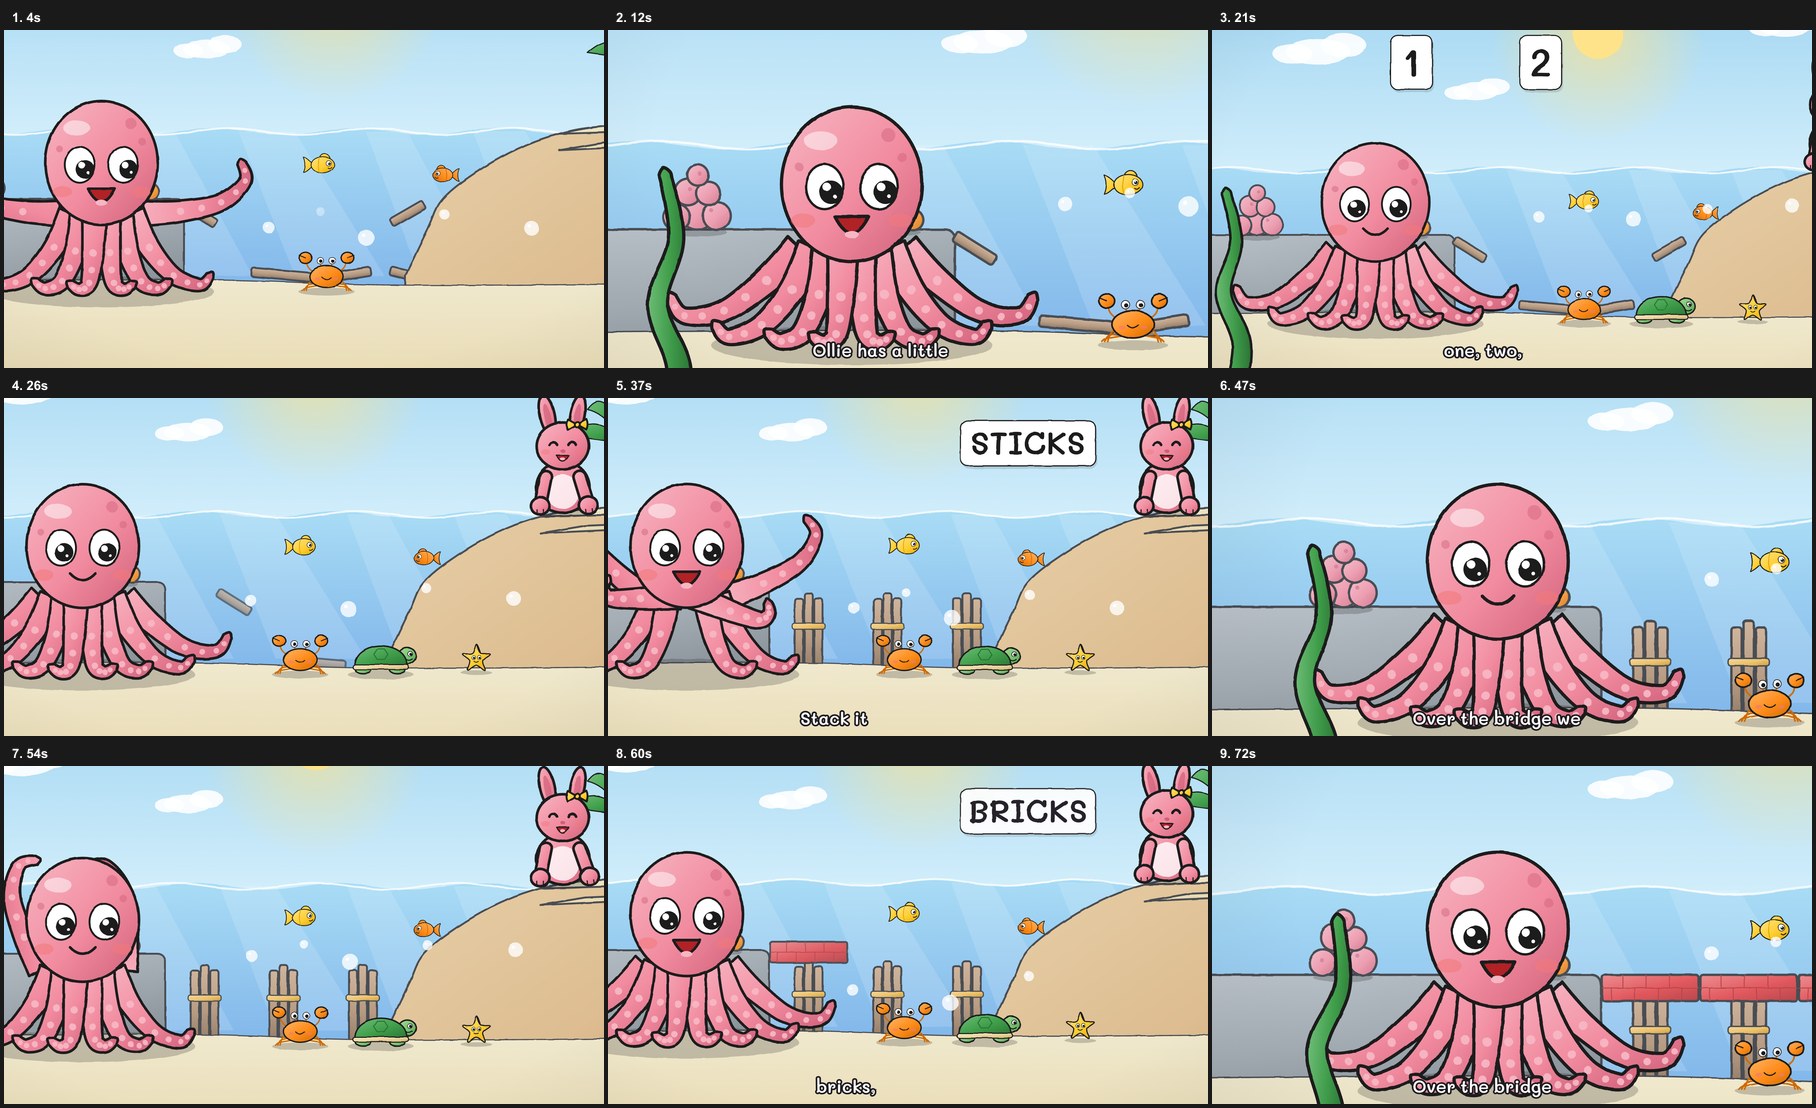 1. 4s
2. 12s
3. 21s
Ollie has a little
1
2
one, two,
4. 26s
5. 37s
6. 47s
STICKS
Stack it
Over the bridge we
7. 54s
8. 60s
9. 72s
BRICKS
bricks,
Over the bridge